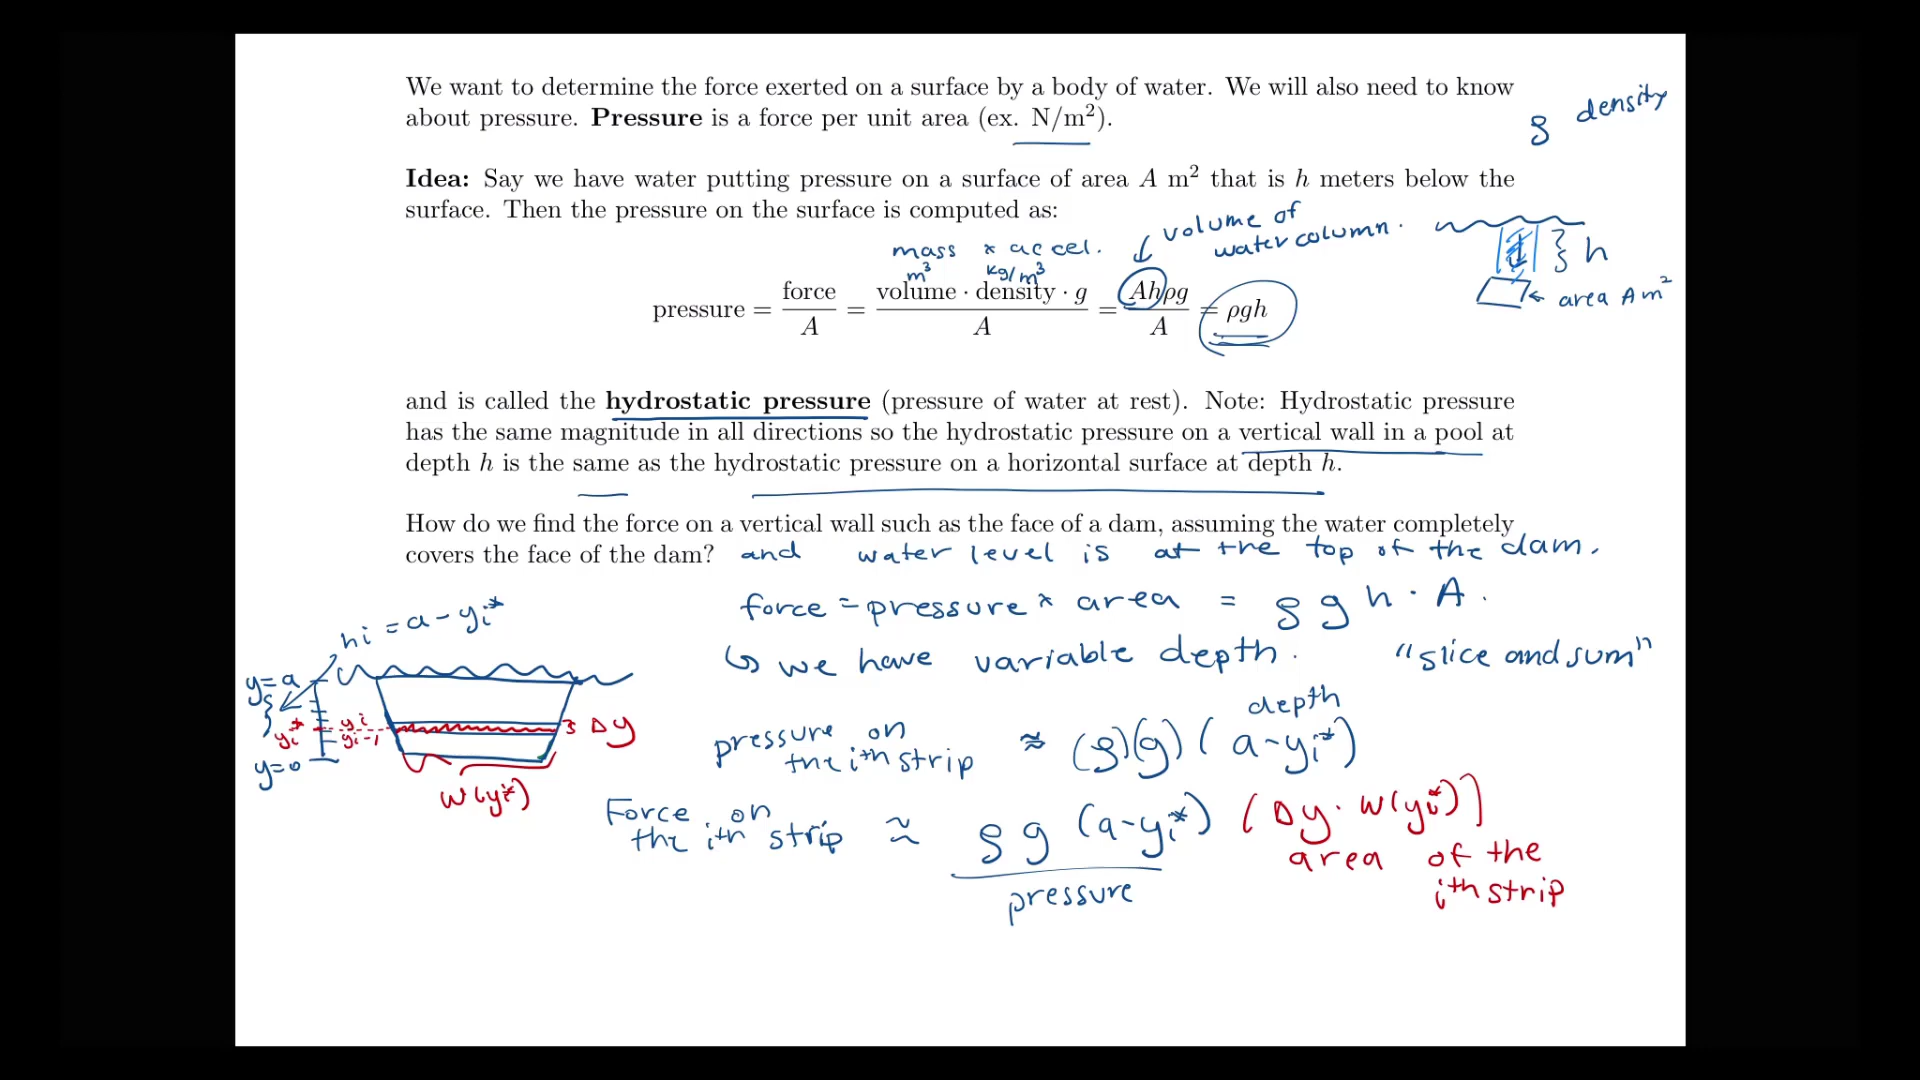 We want to determine the force exerted on a surface by a body of water. We will also need to know
about pressure. Pressure is a force per unit area (ex. N/m²).
ρ density
Idea: Say we have water putting pressure on a surface of area A m² that is h meters below the
surface. Then the pressure on the surface is computed as:
volume of
water column.
h
area A m²
mass × accel.
m³ kg/m³
pressure = force/A = volume · density · g/A = Ahρg/A = ρgh
and is called the hydrostatic pressure (pressure of water at rest). Note: Hydrostatic pressure
has the same magnitude in all directions so the hydrostatic pressure on a vertical wall in a pool at
depth h is the same as the hydrostatic pressure on a horizontal surface at depth h.
How do we find the force on a vertical wall such as the face of a dam, assuming the water completely
covers the face of the dam? and water level is at the top of the dam.
force = pressure × area = ρgh · A.
↳ we have variable depth. "slice and sum"
hi = a - yi*
y=a
yi*
yi
yi-1
y=0
Δy
w(yi*)
depth
pressure on
the ith strip ≈ (ρ)(g)(a-yi*)
Force on
the ith strip ≈ ρg(a-yi*) (Δy · w(yi*)]
pressure
area of the
ith strip